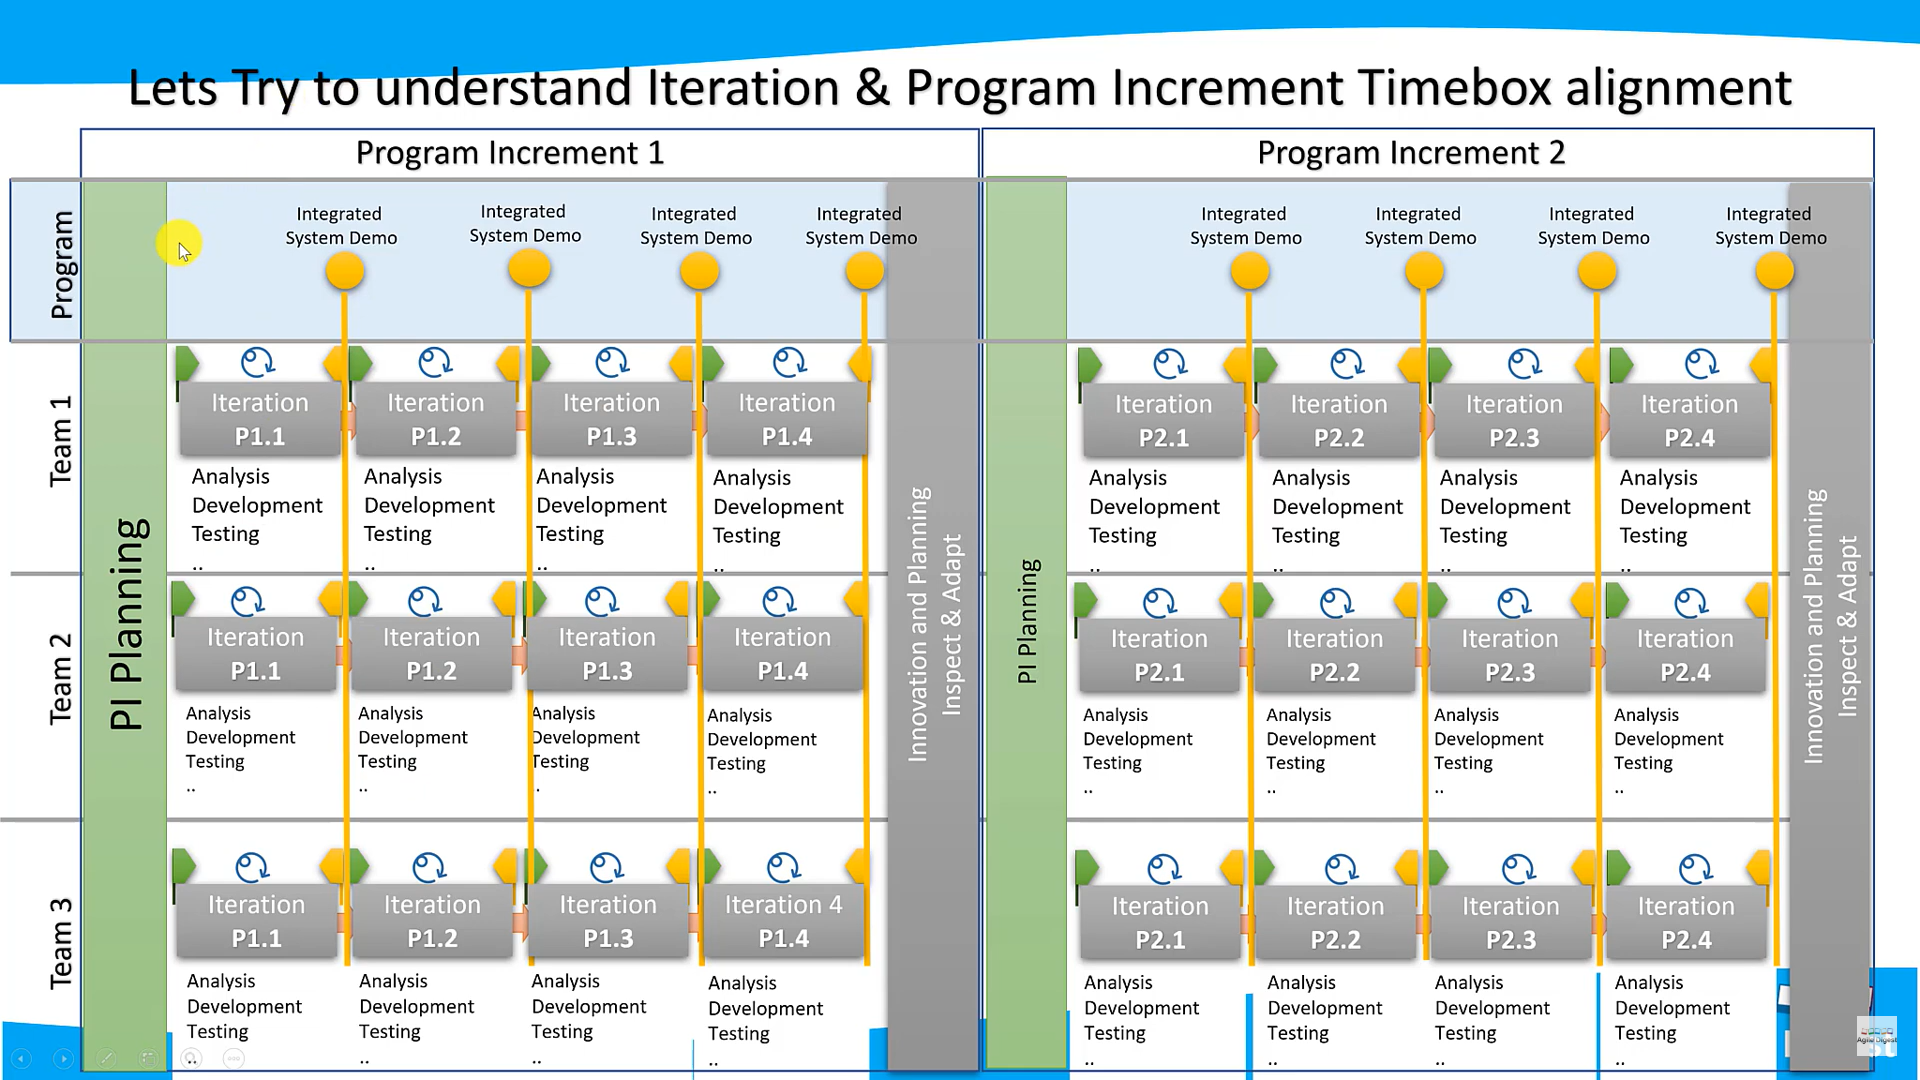 Lets Try to understand Iteration & Program Increment Timebox alignment
Program Increment 1
Program Increment 2
Program
Integrated
System Demo
Integrated
System Demo
Integrated
System Demo
Integrated
System Demo
Integrated
System Demo
Integrated
System Demo
Integrated
System Demo
Integrated
System Demo
PI Planning
Innovation and Planning
Inspect & Adapt
PI Planning
Innovation and Planning
Inspect & Adapt
Team 1
Iteration
P1.1
Analysis
Development
Testing
..
Iteration
P1.2
Analysis
Development
Testing
..
Iteration
P1.3
Analysis
Development
Testing
..
Iteration
P1.4
Analysis
Development
Testing
..
Iteration
P2.1
Analysis
Development
Testing
..
Iteration
P2.2
Analysis
Development
Testing
..
Iteration
P2.3
Analysis
Development
Testing
..
Iteration
P2.4
Analysis
Development
Testing
..
Team 2
Iteration
P1.1
Analysis
Development
Testing
..
Iteration
P1.2
Analysis
Development
Testing
..
Iteration
P1.3
Analysis
Development
Testing
..
Iteration
P1.4
Analysis
Development
Testing
..
Iteration
P2.1
Analysis
Development
Testing
..
Iteration
P2.2
Analysis
Development
Testing
..
Iteration
P2.3
Analysis
Development
Testing
..
Iteration
P2.4
Analysis
Development
Testing
..
Team 3
Iteration
P1.1
Analysis
Development
Testing
..
Iteration
P1.2
Analysis
Development
Testing
..
Iteration
P1.3
Analysis
Development
Testing
..
Iteration 4
P1.4
Analysis
Development
Testing
..
Iteration
P2.1
Analysis
Development
Testing
..
Iteration
P2.2
Analysis
Development
Testing
..
Iteration
P2.3
Analysis
Development
Testing
..
Iteration
P2.4
Analysis
Development
Testing
..
Agile Digest